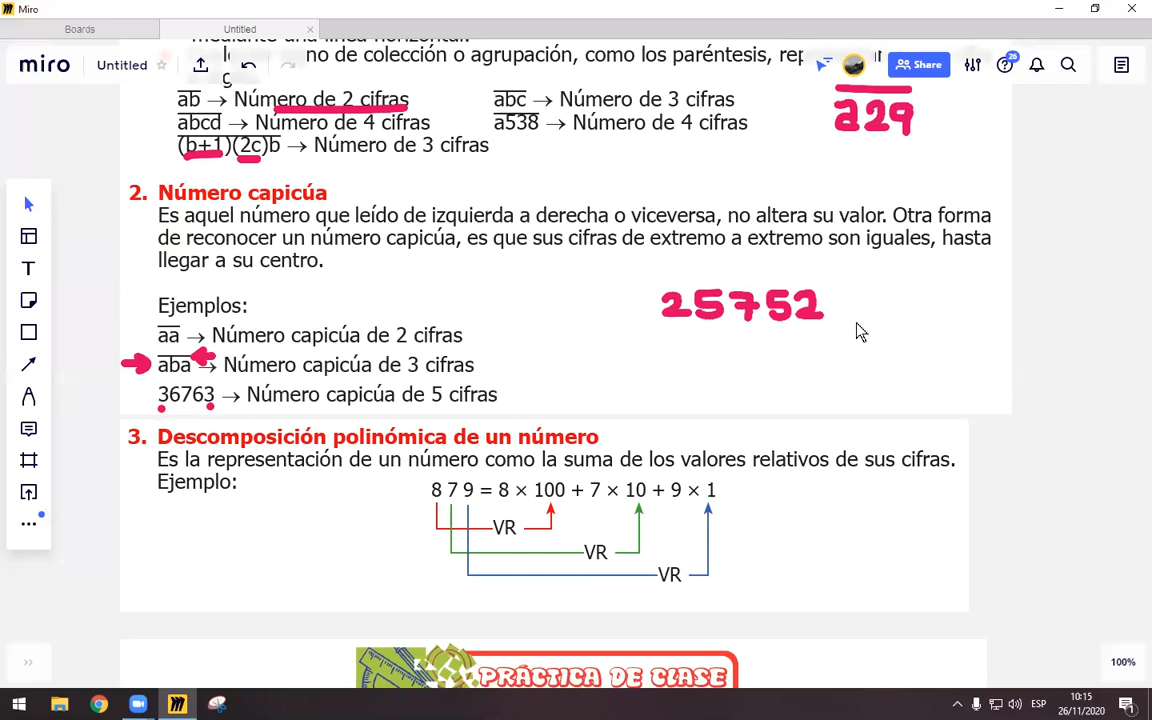 Miro
Boards
Untitled
mediante una línea horizontal.
miro
Untitled
Share
26
no de colección o agrupación, como los paréntesis,
ab → Número de 2 cifras
abc → Número de 3 cifras
a29
abcd → Número de 4 cifras
a538 → Número de 4 cifras
(b+1)(2c)b → Número de 3 cifras
2. Número capicúa
Es aquel número que leído de izquierda a derecha o viceversa, no altera su valor. Otra forma
de reconocer un número capicúa, es que sus cifras de extremo a extremo son iguales, hasta
llegar a su centro.
Ejemplos:
25752
aa → Número capicúa de 2 cifras
aba → Número capicúa de 3 cifras
36763 → Número capicúa de 5 cifras
3. Descomposición polinómica de un número
Es la representación de un número como la suma de los valores relativos de sus cifras.
Ejemplo:
8 7 9 = 8 × 100 + 7 × 10 + 9 × 1
VR
VR
VR
PRÁCTICA DE CLASE
100%
ESP
10:15
26/11/2020
1